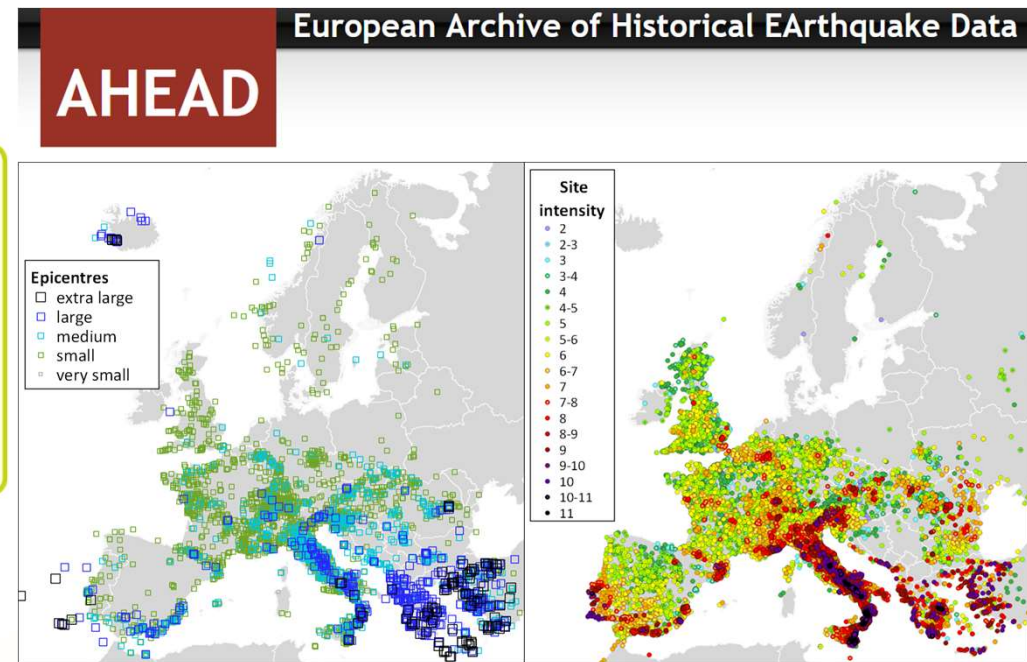 European Archive of Historical EArthquake Data
AHEAD
Epicentres
extra large
large
medium
small
very small
Site
intensity
2
2-3
3
3-4
4
4-5
5
5-6
6
6-7
7
7-8
8
8-9
9
9-10
10
10-11
11